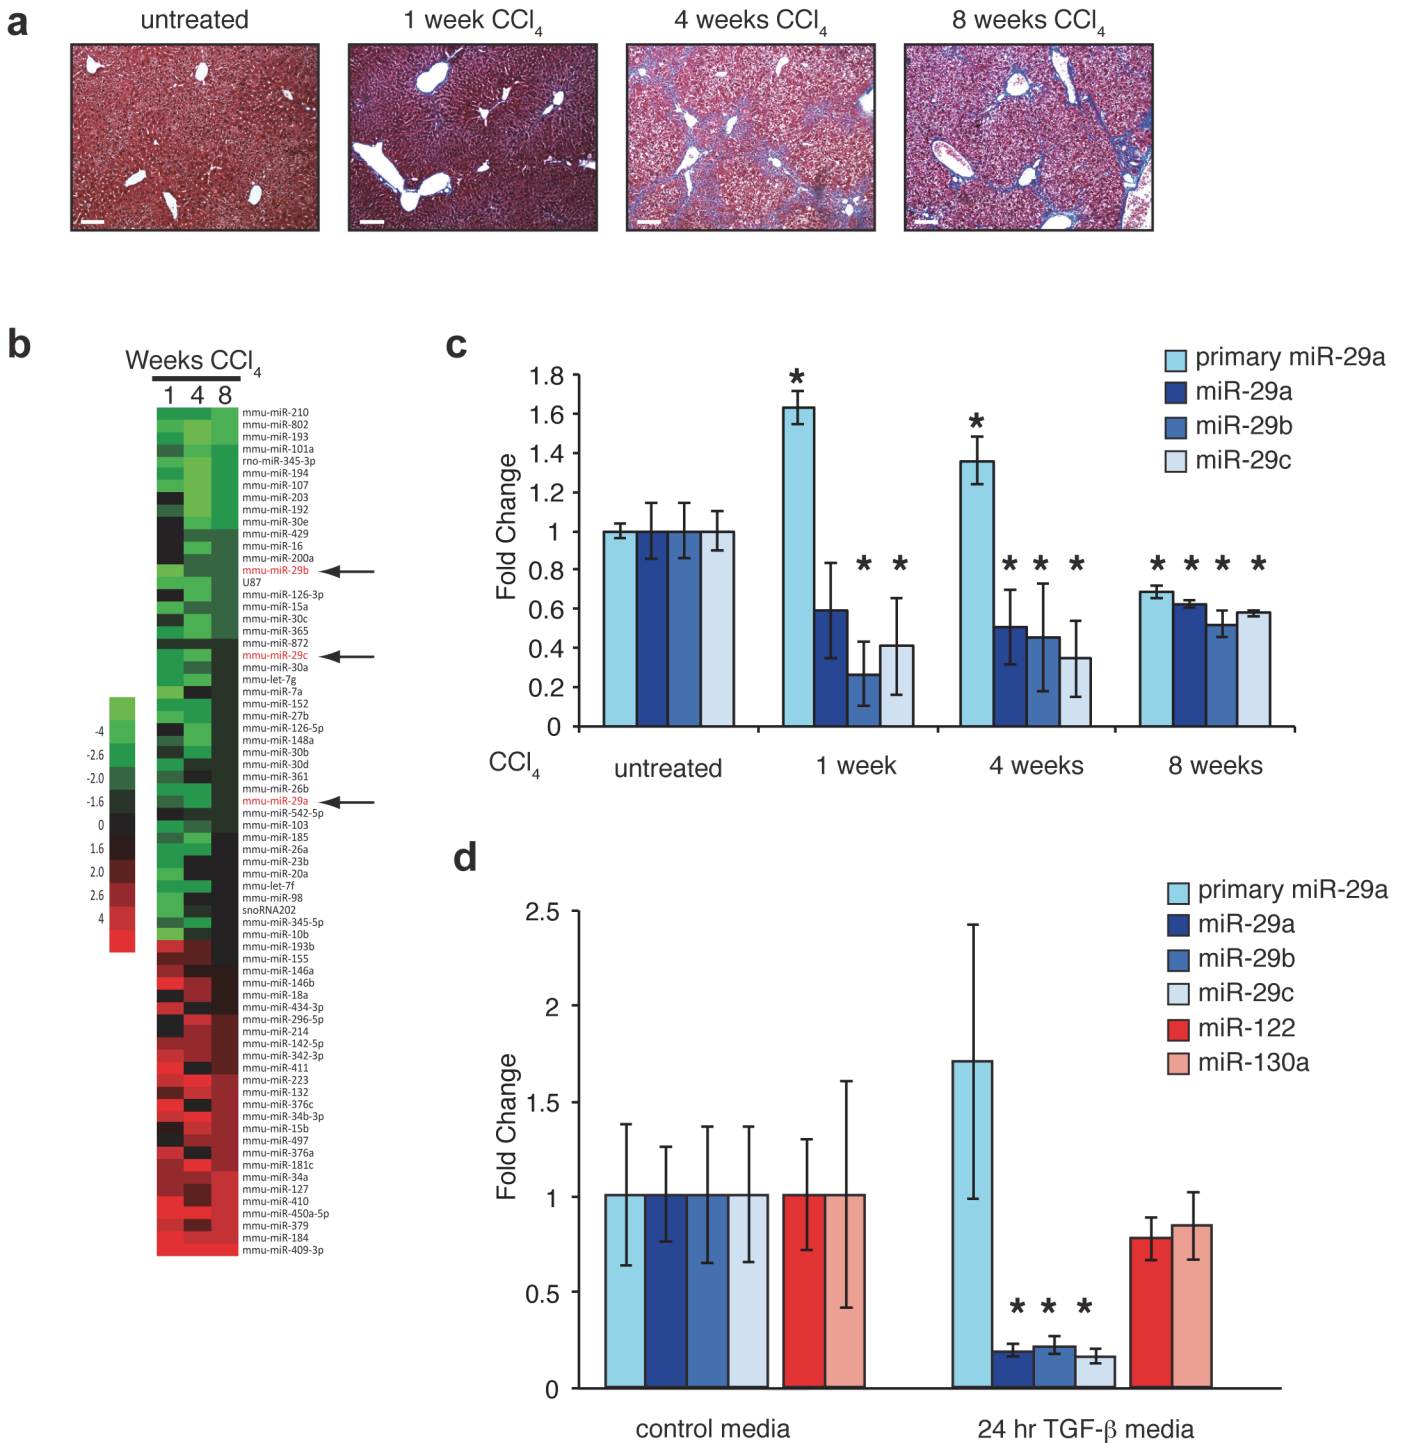 a
untreated
1 week CCl4
4 weeks CCl4
8 weeks CCl4
b
Weeks CCl4
1 4 8
mmu-miR-210
mmu-miR-802
mmu-miR-193
mmu-miR-101a
rno-miR-345-3p
mmu-miR-194
mmu-miR-107
mmu-miR-203
mmu-miR-192
mmu-miR-30e
mmu-miR-429
mmu-miR-16
mmu-miR-200a
mmu-miR-29b
U87
mmu-miR-126-3p
mmu-miR-15a
mmu-miR-30c
mmu-miR-365
mmu-miR-872
mmu-miR-29c
mmu-miR-30a
mmu-let-7g
mmu-miR-7a
mmu-miR-152
mmu-miR-27b
mmu-miR-126-5p
mmu-miR-148a
mmu-miR-30b
mmu-miR-30d
mmu-miR-361
mmu-miR-26b
mmu-miR-29a
mmu-miR-542-5p
mmu-miR-103
mmu-miR-185
mmu-miR-26a
mmu-miR-23b
mmu-miR-20a
mmu-let-7f
mmu-miR-98
snoRNA202
mmu-miR-345-5p
mmu-miR-10b
mmu-miR-193b
mmu-miR-155
mmu-miR-146a
mmu-miR-146b
mmu-miR-18a
mmu-miR-434-3p
mmu-miR-296-5p
mmu-miR-214
mmu-miR-142-5p
mmu-miR-342-3p
mmu-miR-411
mmu-miR-223
mmu-miR-132
mmu-miR-376c
mmu-miR-34b-3p
mmu-miR-15b
mmu-miR-497
mmu-miR-376a
mmu-miR-181c
mmu-miR-34a
mmu-miR-127
mmu-miR-410
mmu-miR-450a-5p
mmu-miR-379
mmu-miR-184
mmu-miR-409-3p
-4
-2.6
-2.0
-1.6
0
1.6
2.0
2.6
4
c
primary miR-29a
miR-29a
miR-29b
miR-29c
Fold Change
1.8
1.6
1.4
1.2
1
0.8
0.6
0.4
0.2
0
*
*
* *
* * *
* * * *
CCl4
untreated
1 week
4 weeks
8 weeks
d
primary miR-29a
miR-29a
miR-29b
miR-29c
miR-122
miR-130a
Fold Change
2.5
2
1.5
1
0.5
0
* * *
control media
24 hr TGF-β media